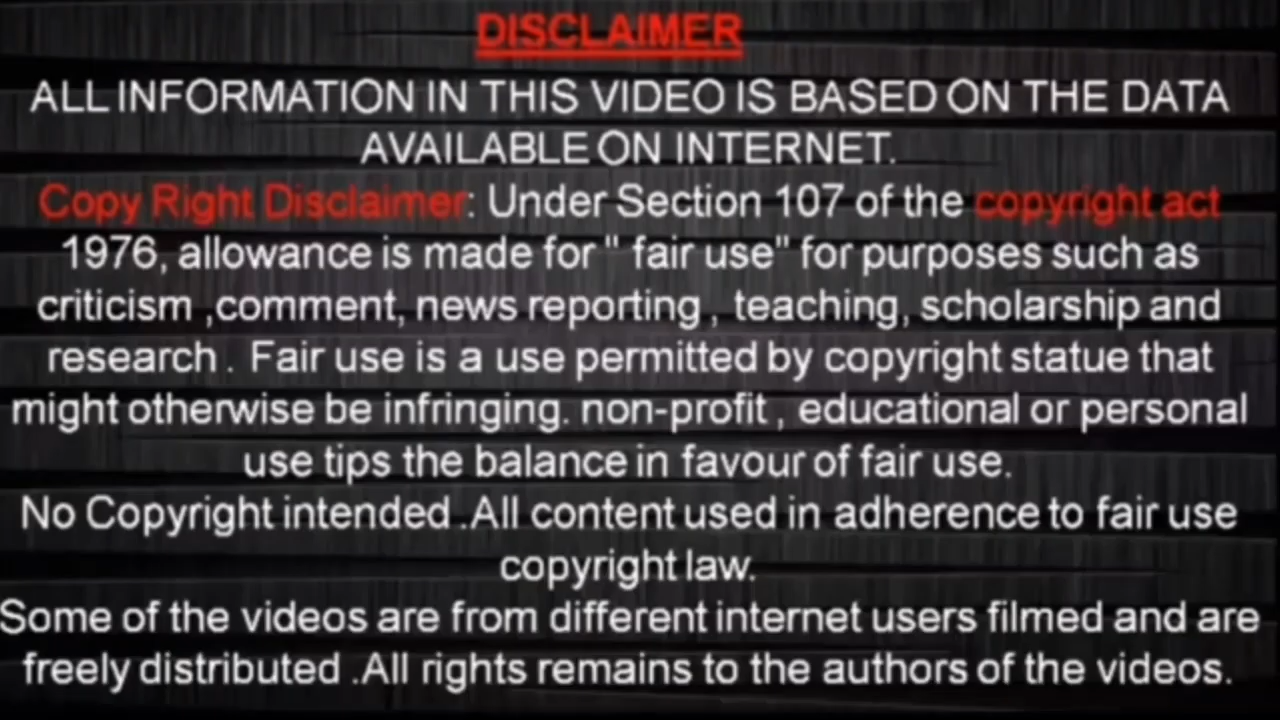 DISCLAIMER
ALL INFORMATION IN THIS VIDEO IS BASED ON THE DATA
AVAILABLE ON INTERNET.
Copy Right Disclaimer: Under Section 107 of the copyright act
1976, allowance is made for " fair use" for purposes such as
criticism ,comment, news reporting , teaching, scholarship and
research . Fair use is a use permitted by copyright statue that
might otherwise be infringing. non-profit , educational or personal
use tips the balance in favour of fair use.
No Copyright intended .All content used in adherence to fair use
copyright law.
Some of the videos are from different internet users filmed and are
freely distributed .All rights remains to the authors of the videos.